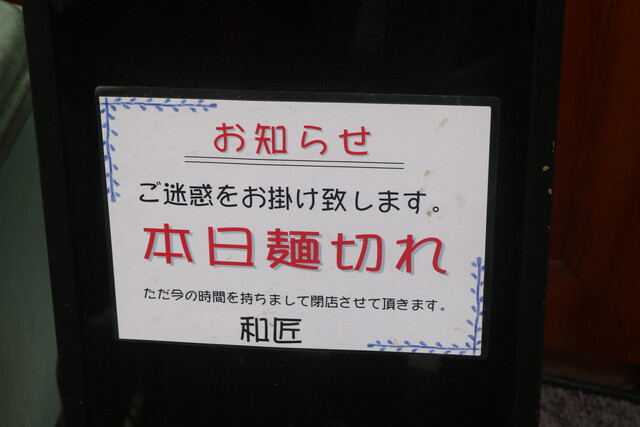 お知らせ
ご迷惑をお掛け致します。
本日麺切れ
ただ今の時間を持ちまして閉店させて頂きます。
和匠